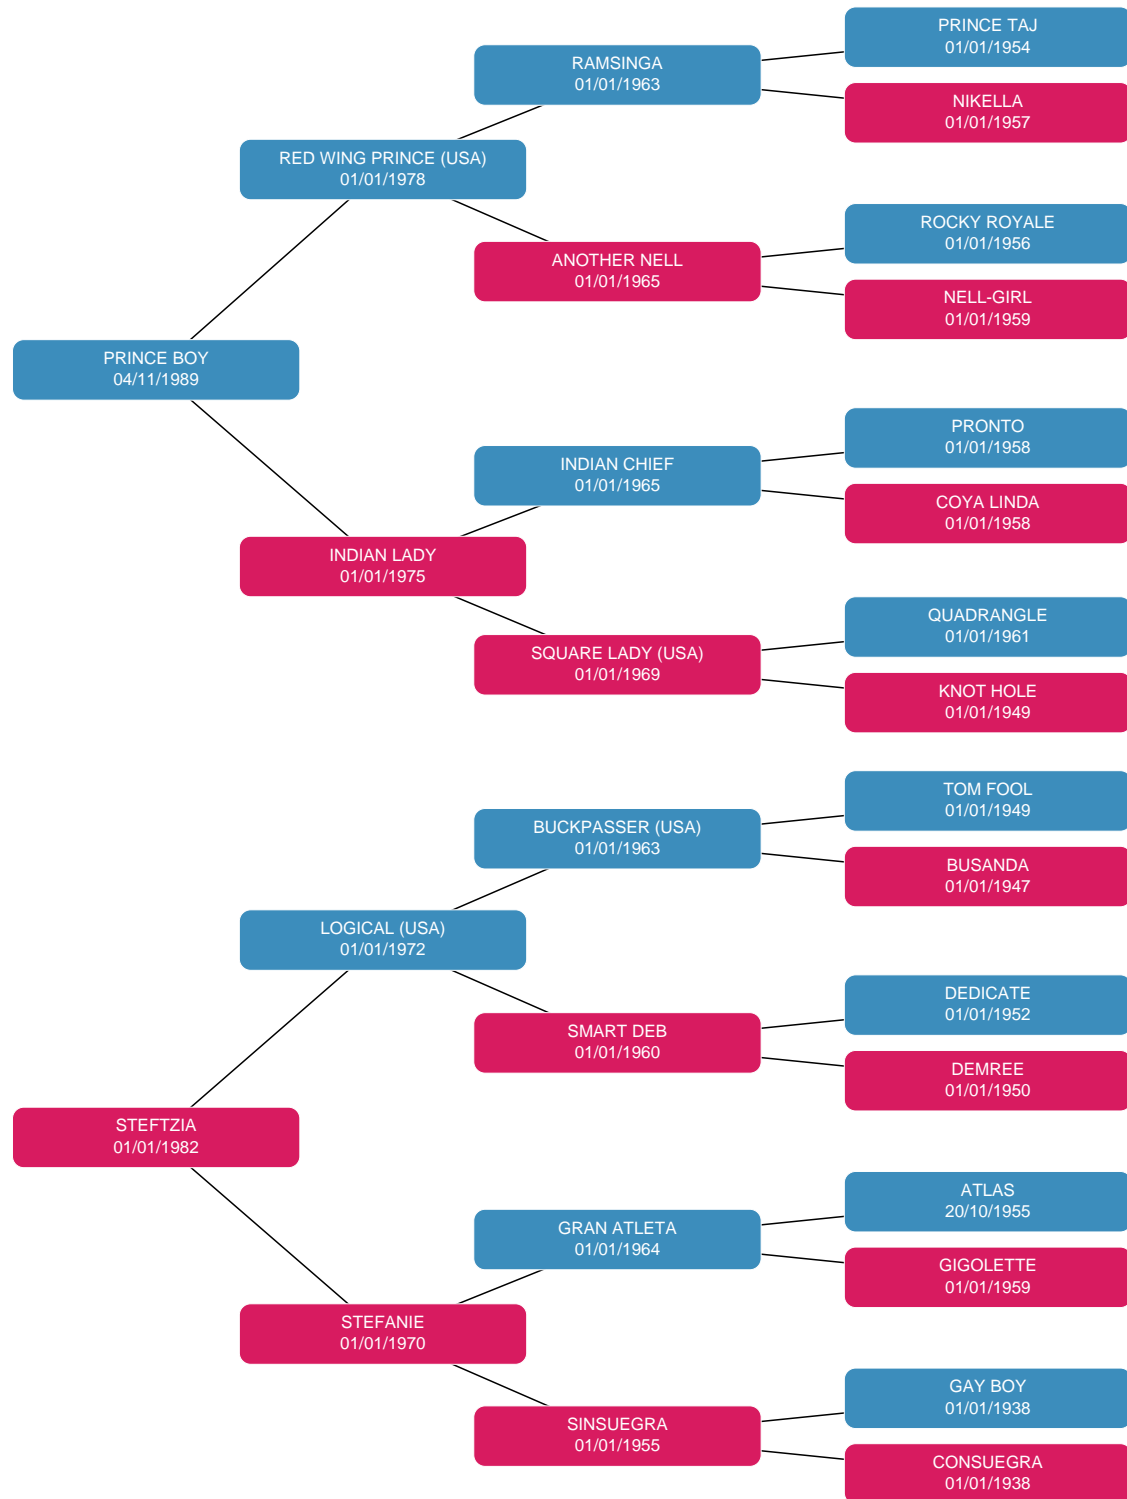 PRINCE TAJ
01/01/1954
RAMSINGA
01/01/1963
NIKELLA
01/01/1957
RED WING PRINCE (USA)
01/01/1978
ROCKY ROYALE
01/01/1956
ANOTHER NELL
01/01/1965
NELL-GIRL
01/01/1959
PRINCE BOY
04/11/1989
PRONTO
01/01/1958
INDIAN CHIEF
01/01/1965
COYA LINDA
01/01/1958
INDIAN LADY
01/01/1975
QUADRANGLE
01/01/1961
SQUARE LADY (USA)
01/01/1969
KNOT HOLE
01/01/1949
TOM FOOL
01/01/1949
BUCKPASSER (USA)
01/01/1963
BUSANDA
01/01/1947
LOGICAL (USA)
01/01/1972
DEDICATE
01/01/1952
SMART DEB
01/01/1960
DEMREE
01/01/1950
STEFTZIA
01/01/1982
ATLAS
20/10/1955
GRAN ATLETA
01/01/1964
GIGOLETTE
01/01/1959
STEFANIE
01/01/1970
GAY BOY
01/01/1938
SINSUEGRA
01/01/1955
CONSUEGRA
01/01/1938